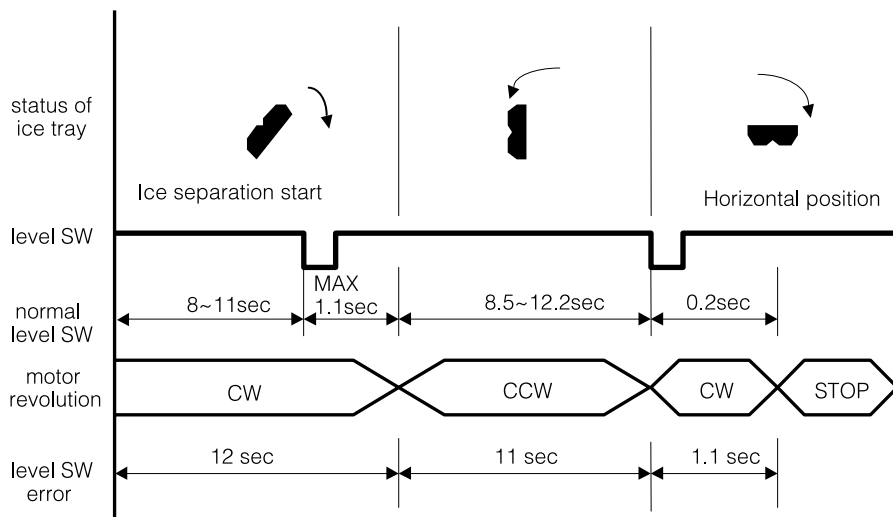 status of
ice tray
Ice separation start
Horizontal position
level SW
MAX
8~11sec
1.1sec
8.5~12.2sec
0.2sec
normal
level SW
motor
revolution
CW
CCW
CW
STOP
12 sec
11 sec
1.1 sec
level SW
error